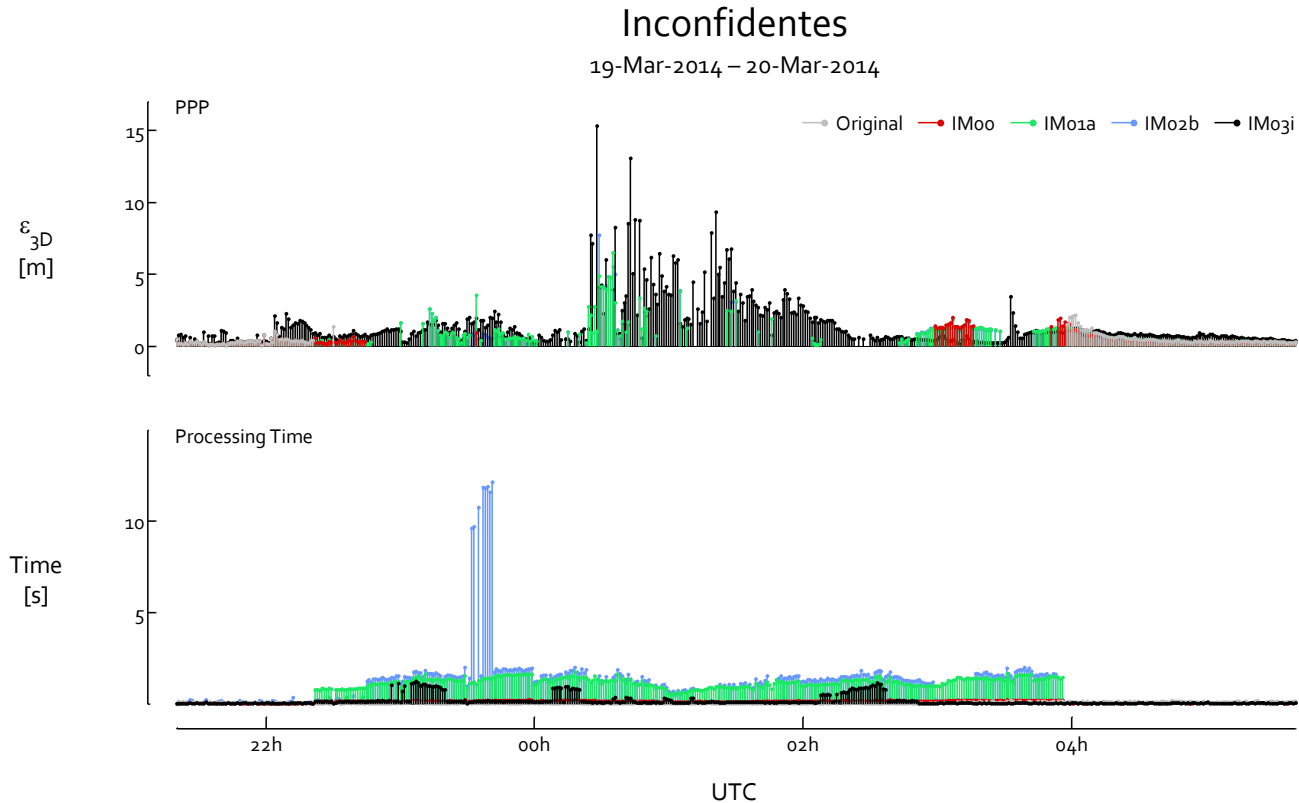 Inconfidentes
19-Mar-2014 – 20-Mar-2014
PPP
Original IM00 IM01a IM02b IM03i
15
10
5
0
ε3D
[m]
Processing Time
10
5
Time
[s]
22h 00h 02h 04h
UTC